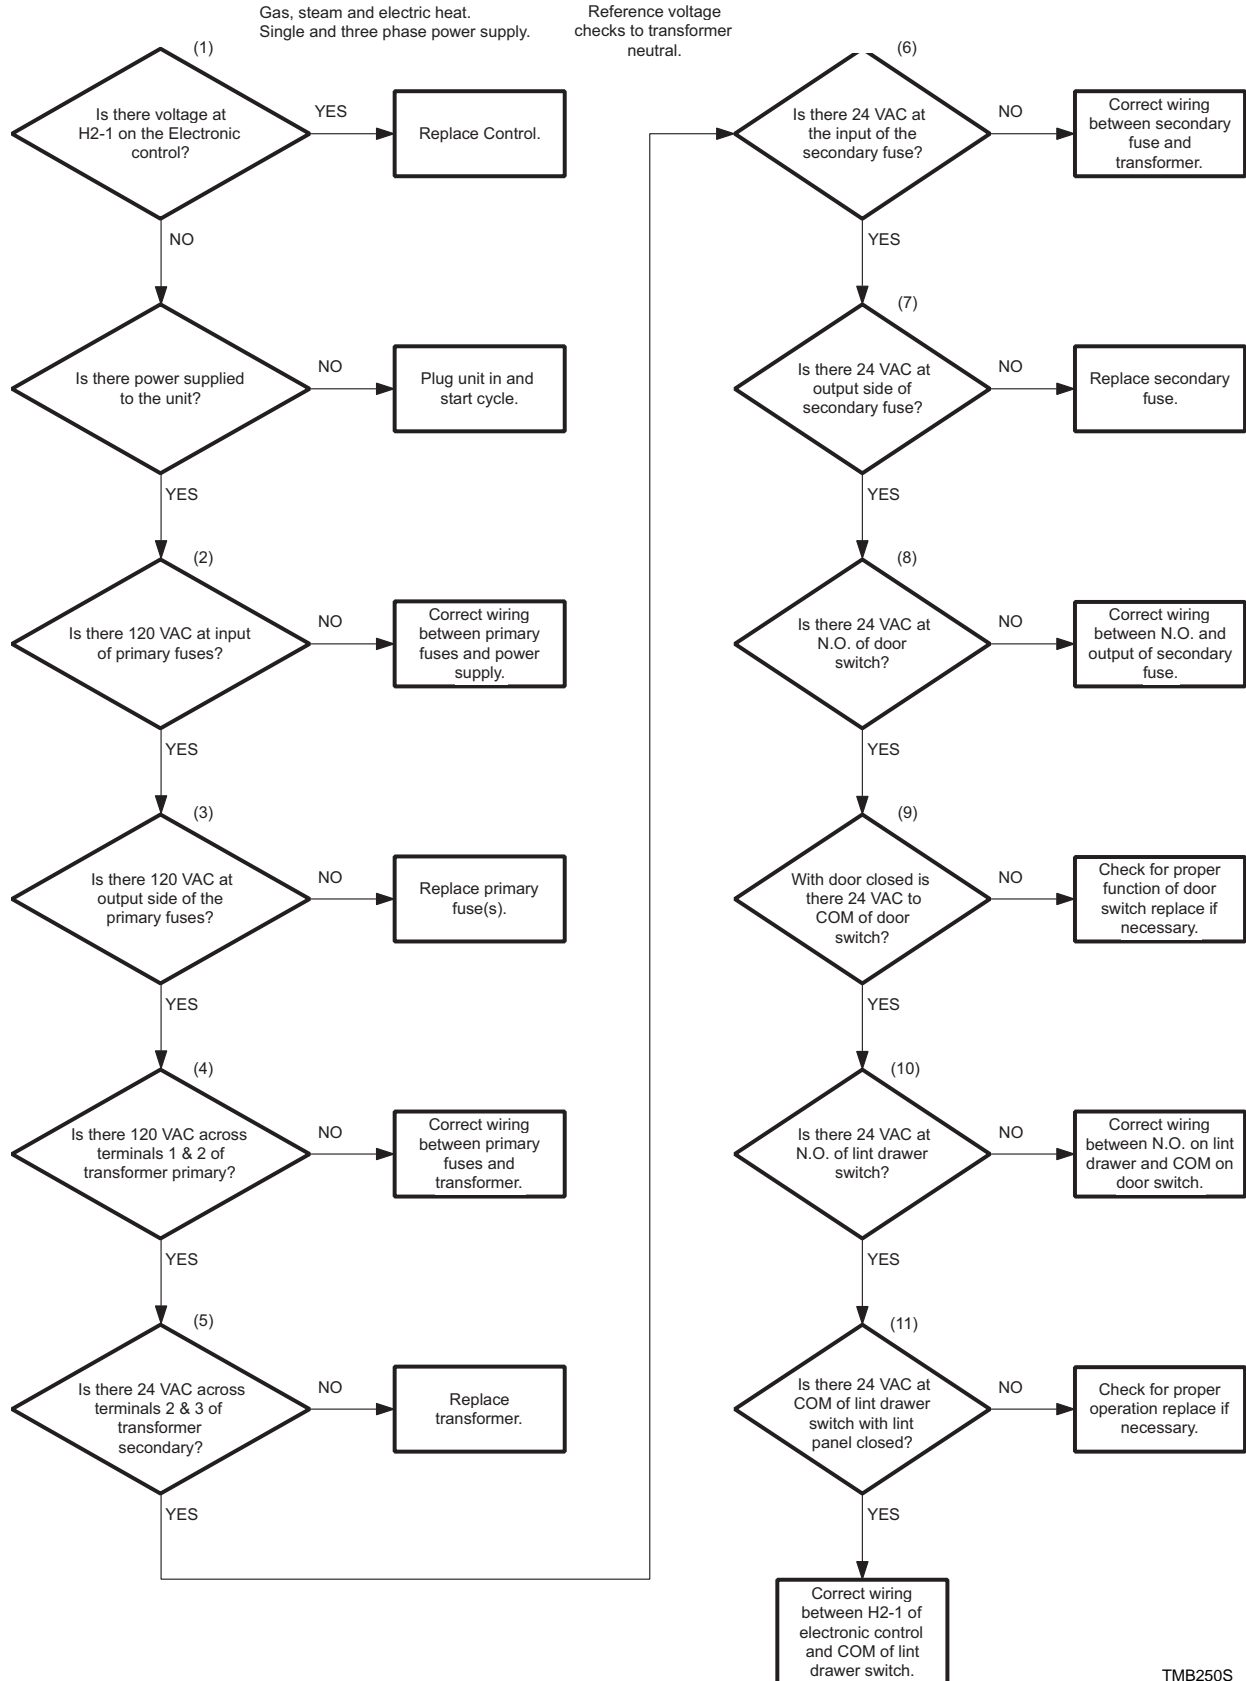 Gas, steam and electric heat.
Single and three phase power supply.
Reference voltage
checks to transformer
neutral.
(1)
Is there voltage at
H2-1 on the Electronic
control?
YES
Replace Control.
NO
Is there power supplied
to the unit?
NO
Plug unit in and
start cycle.
YES
(2)
Is there 120 VAC at input
of primary fuses?
NO
Correct wiring
between primary
fuses and power
supply.
YES
(3)
Is there 120 VAC at
output side of the
primary fuses?
NO
Replace primary
fuse(s).
YES
(4)
Is there 120 VAC across
terminals 1 & 2 of
transformer primary?
NO
Correct wiring
between primary
fuses and
transformer.
YES
(5)
Is there 24 VAC across
terminals 2 & 3 of
transformer
secondary?
NO
Replace
transformer.
YES
(6)
Is there 24 VAC at
the input of the
secondary fuse?
NO
Correct wiring
between secondary
fuse and
transformer.
YES
(7)
Is there 24 VAC at
output side of
secondary fuse?
NO
Replace secondary
fuse.
YES
(8)
Is there 24 VAC at
N.O. of door
switch?
NO
Correct wiring
between N.O. and
output of secondary
fuse.
YES
(9)
With door closed is
there 24 VAC to
COM of door
switch?
NO
Check for proper
function of door
switch replace if
necessary.
YES
(10)
Is there 24 VAC at
N.O. of lint drawer
switch?
NO
Correct wiring
between N.O. on lint
drawer and COM on
door switch.
YES
(11)
Is there 24 VAC at
COM of lint drawer
switch with lint
panel closed?
NO
Check for proper
operation replace if
necessary.
YES
Correct wiring
between H2-1 of
electronic control
and COM of lint
drawer switch.
TMB250S